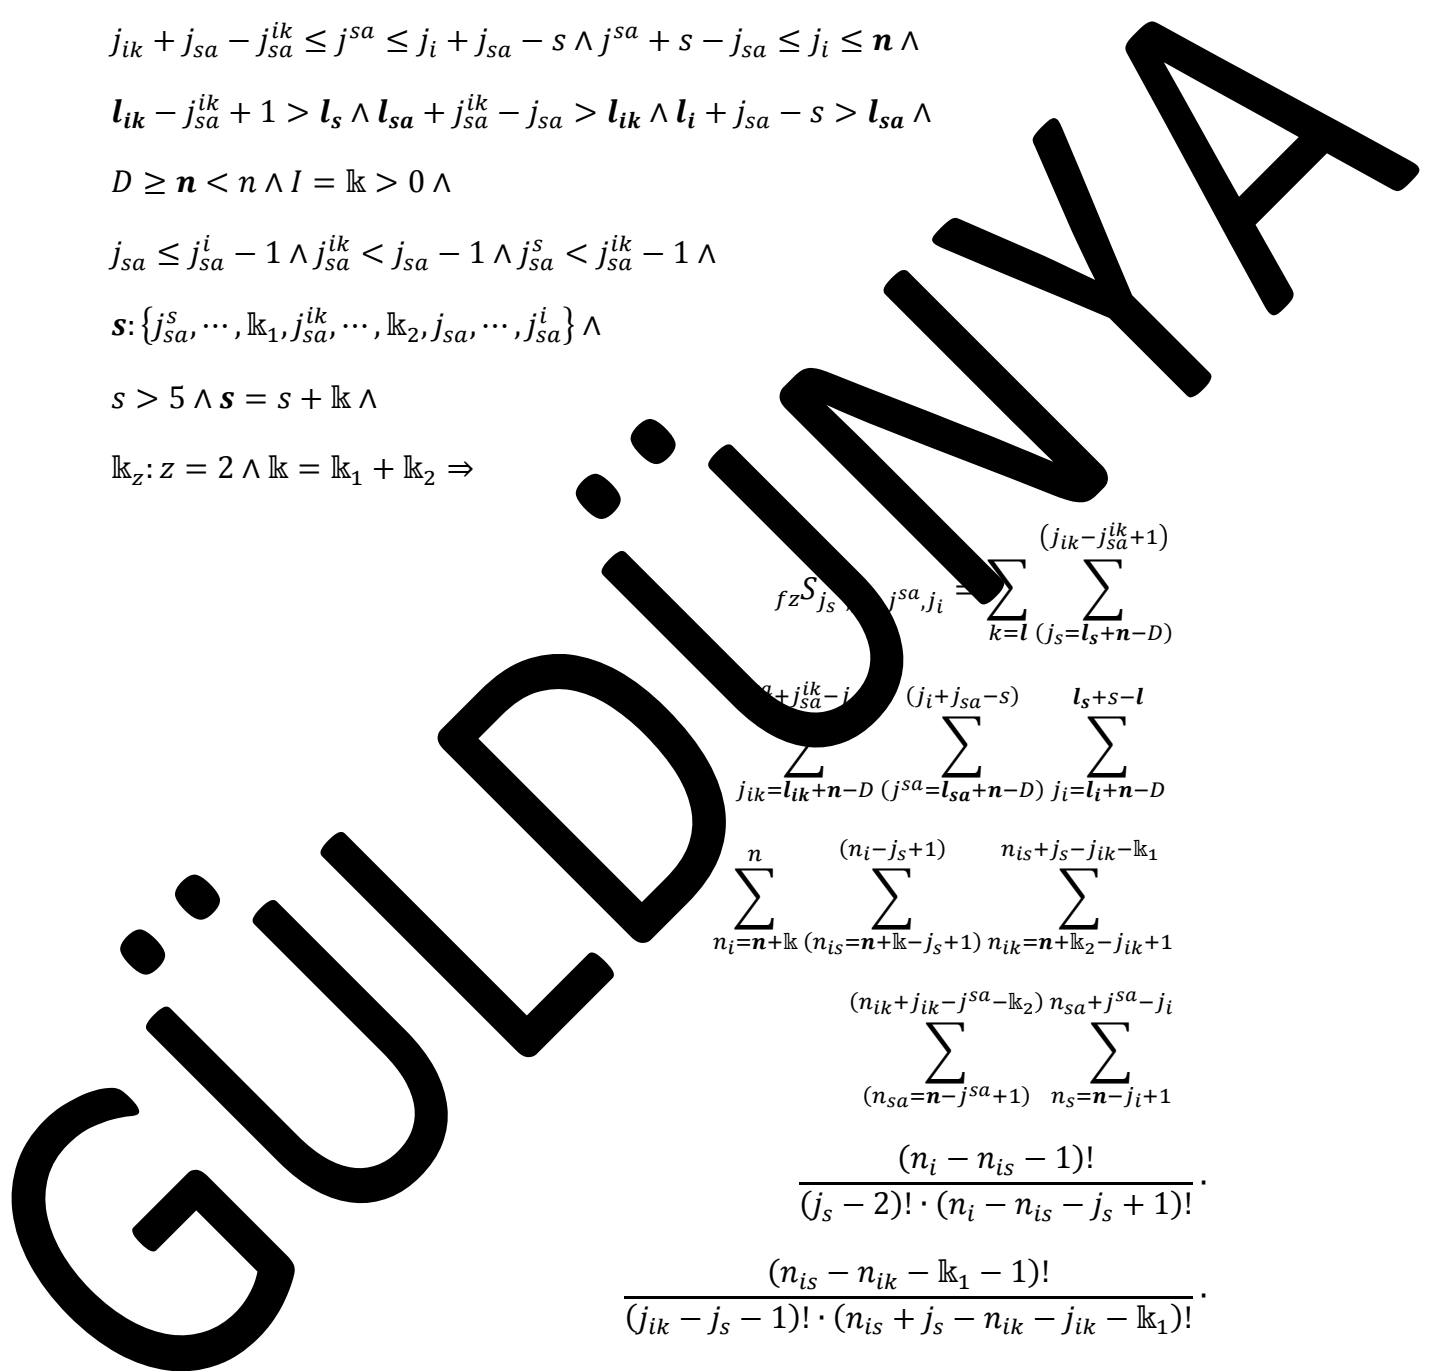 j_{ik} + j_{sa} − j_{sa}^{ik} ≤ j^{sa} ≤ j_i + j_{sa} − s ∧ j^{sa} + s − j_{sa} ≤ j_i ≤ 𝒏 ∧
𝒍_{𝒊𝒌} − j_{sa}^{ik} + 1 > 𝒍_𝒔 ∧ 𝒍_{𝒔𝒂} + j_{sa}^{ik} − j_{sa} > 𝒍_{𝒊𝒌} ∧ 𝒍_𝒊 + j_{sa} − s > 𝒍_{𝒔𝒂} ∧
D ≥ 𝒏 < n ∧ I = 𝕜 > 0 ∧
j_{sa} ≤ j_{sa}^{i} − 1 ∧ j_{sa}^{ik} < j_{sa} − 1 ∧ j_{sa}^{s} < j_{sa}^{ik} − 1 ∧
𝒔: {j_{sa}^{s}, ⋯ , 𝕜_1, j_{sa}^{ik}, ⋯ , 𝕜_2, j_{sa}, ⋯ , j_{sa}^{i}} ∧
s > 5 ∧ 𝒔 = s + 𝕜 ∧
𝕜_z: z = 2 ∧ 𝕜 = 𝕜_1 + 𝕜_2 ⇒
_{fz}S_{j_s, j^{sa}, j_i} = ∑_{k=𝒍} ∑_{(j_s=𝒍_𝒔+𝒏−D)}^{(j_{ik}−j_{sa}^{ik}+1)}
∑_{j_{ik}=𝒍_{𝒊𝒌}+𝒏−D}^{+j_{sa}^{ik}−} ∑_{(j^{sa}=𝒍_{𝒔𝒂}+𝒏−D)}^{(j_i+j_{sa}−s)} ∑_{j_i=𝒍_𝒊+𝒏−D}^{𝒍_𝒔+s−𝒍}
∑_{n_i=𝒏+𝕜}^{n} ∑_{(n_{is}=𝒏+𝕜−j_s+1)}^{(n_i−j_s+1)} ∑_{n_{ik}=𝒏+𝕜_2−j_{ik}+1}^{n_{is}+j_s−j_{ik}−𝕜_1}
∑_{(n_{sa}=𝒏−j^{sa}+1)}^{(n_{ik}+j_{ik}−j^{sa}−𝕜_2)} ∑_{n_s=𝒏−j_i+1}^{n_{sa}+j^{sa}−j_i}
(n_i − n_{is} − 1)! / ((j_s − 2)! · (n_i − n_{is} − j_s + 1)!) ·
(n_{is} − n_{ik} − 𝕜_1 − 1)! / ((j_{ik} − j_s − 1)! · (n_{is} + j_s − n_{ik} − j_{ik} − 𝕜_1)!) ·
GÜLDÜNYA